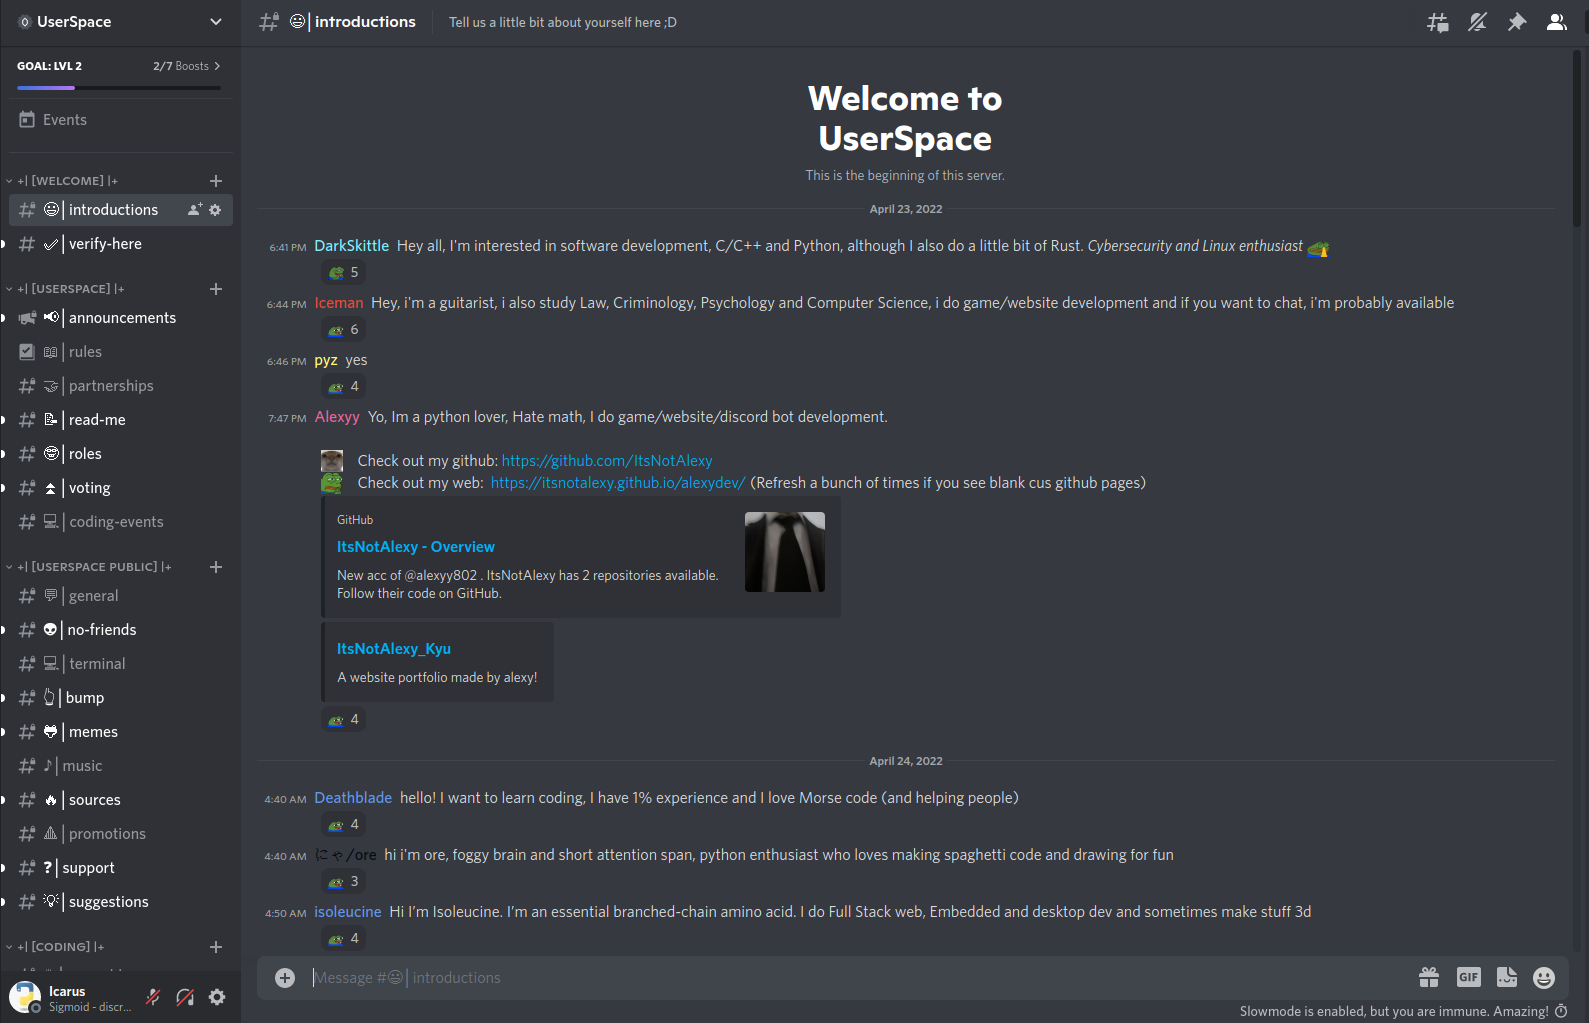 UserSpace
GOAL: LVL 2
2/7 Boosts
Events
+| [WELCOME] |+
| introductions
| verify-here
+| [USERSPACE] |+
| announcements
| rules
| partnerships
| read-me
| roles
| voting
| coding-events
+| [USERSPACE PUBLIC] |+
| general
| no-friends
| terminal
| bump
| memes
| music
| sources
| promotions
| support
| suggestions
+| [CODING] |+
Icarus
Sigmoid - discr...
| introductions
Tell us a little bit about yourself here ;D
Welcome to
UserSpace
This is the beginning of this server.
April 23, 2022
6:41 PM DarkSkittle Hey all, I'm interested in software development, C/C++ and Python, although I also do a little bit of Rust. Cybersecurity and Linux enthusiast
5
6:44 PM Iceman Hey, i'm a guitarist, i also study Law, Criminology, Psychology and Computer Science, i do game/website development and if you want to chat, i'm probably available
6
6:46 PM pyz yes
4
7:47 PM Alexyy Yo, Im a python lover, Hate math, I do game/website/discord bot development.
Check out my github: https://github.com/ItsNotAlexy
Check out my web: https://itsnotalexy.github.io/alexydev/ (Refresh a bunch of times if you see blank cus github pages)
GitHub
ItsNotAlexy - Overview
New acc of @alexyy802 . ItsNotAlexy has 2 repositories available.
Follow their code on GitHub.
ItsNotAlexy_Kyu
A website portfolio made by alexy!
4
April 24, 2022
4:40 AM Deathblade hello! I want to learn coding, I have 1% experience and I love Morse code (and helping people)
4
4:40 AM にゃ/ore hi i'm ore, foggy brain and short attention span, python enthusiast who loves making spaghetti code and drawing for fun
3
4:50 AM isoleucine Hi I'm Isoleucine. I'm an essential branched-chain amino acid. I do Full Stack web, Embedded and desktop dev and sometimes make stuff 3d
4
Message #😃| introductions
GIF
Slowmode is enabled, but you are immune. Amazing!